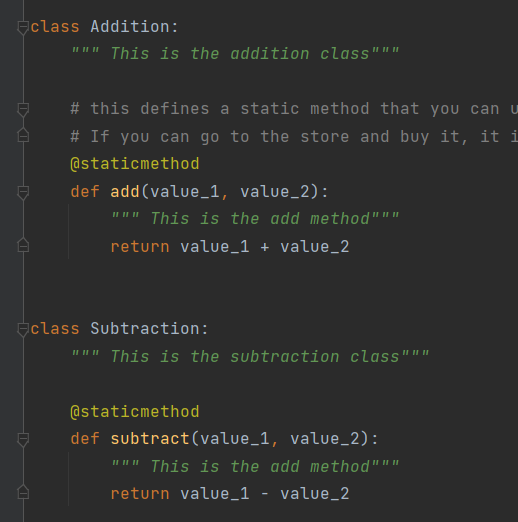 class Addition:
""" This is the addition class"""
# this defines a static method that you can
# If you can go to the store and buy it, it
@staticmethod
def add(value_1, value_2):
""" This is the add method"""
return value_1 + value_2
class Subtraction:
""" This is the subtraction class"""
@staticmethod
def subtract(value_1, value_2):
""" This is the add method"""
return value_1 - value_2